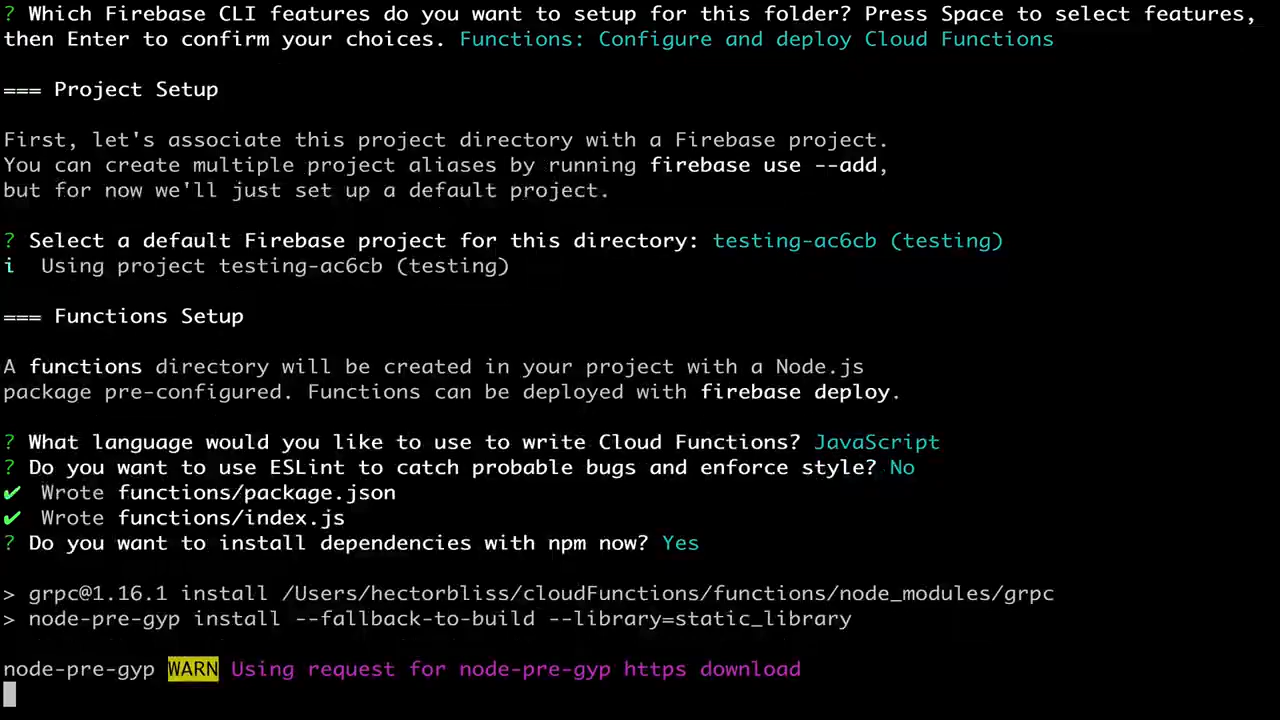 ? Which Firebase CLI features do you want to setup for this folder? Press Space to select features,
then Enter to confirm your choices. Functions: Configure and deploy Cloud Functions
=== Project Setup
First, let's associate this project directory with a Firebase project.
You can create multiple project aliases by running firebase use --add,
but for now we'll just set up a default project.
? Select a default Firebase project for this directory: testing-ac6cb (testing)
i  Using project testing-ac6cb (testing)
=== Functions Setup
A functions directory will be created in your project with a Node.js
package pre-configured. Functions can be deployed with firebase deploy.
? What language would you like to use to write Cloud Functions? JavaScript
? Do you want to use ESLint to catch probable bugs and enforce style? No
✔  Wrote functions/package.json
✔  Wrote functions/index.js
? Do you want to install dependencies with npm now? Yes
> grpc@1.16.1 install /Users/hectorbliss/cloudFunctions/functions/node_modules/grpc
> node-pre-gyp install --fallback-to-build --library=static_library
node-pre-gyp WARN Using request for node-pre-gyp https download